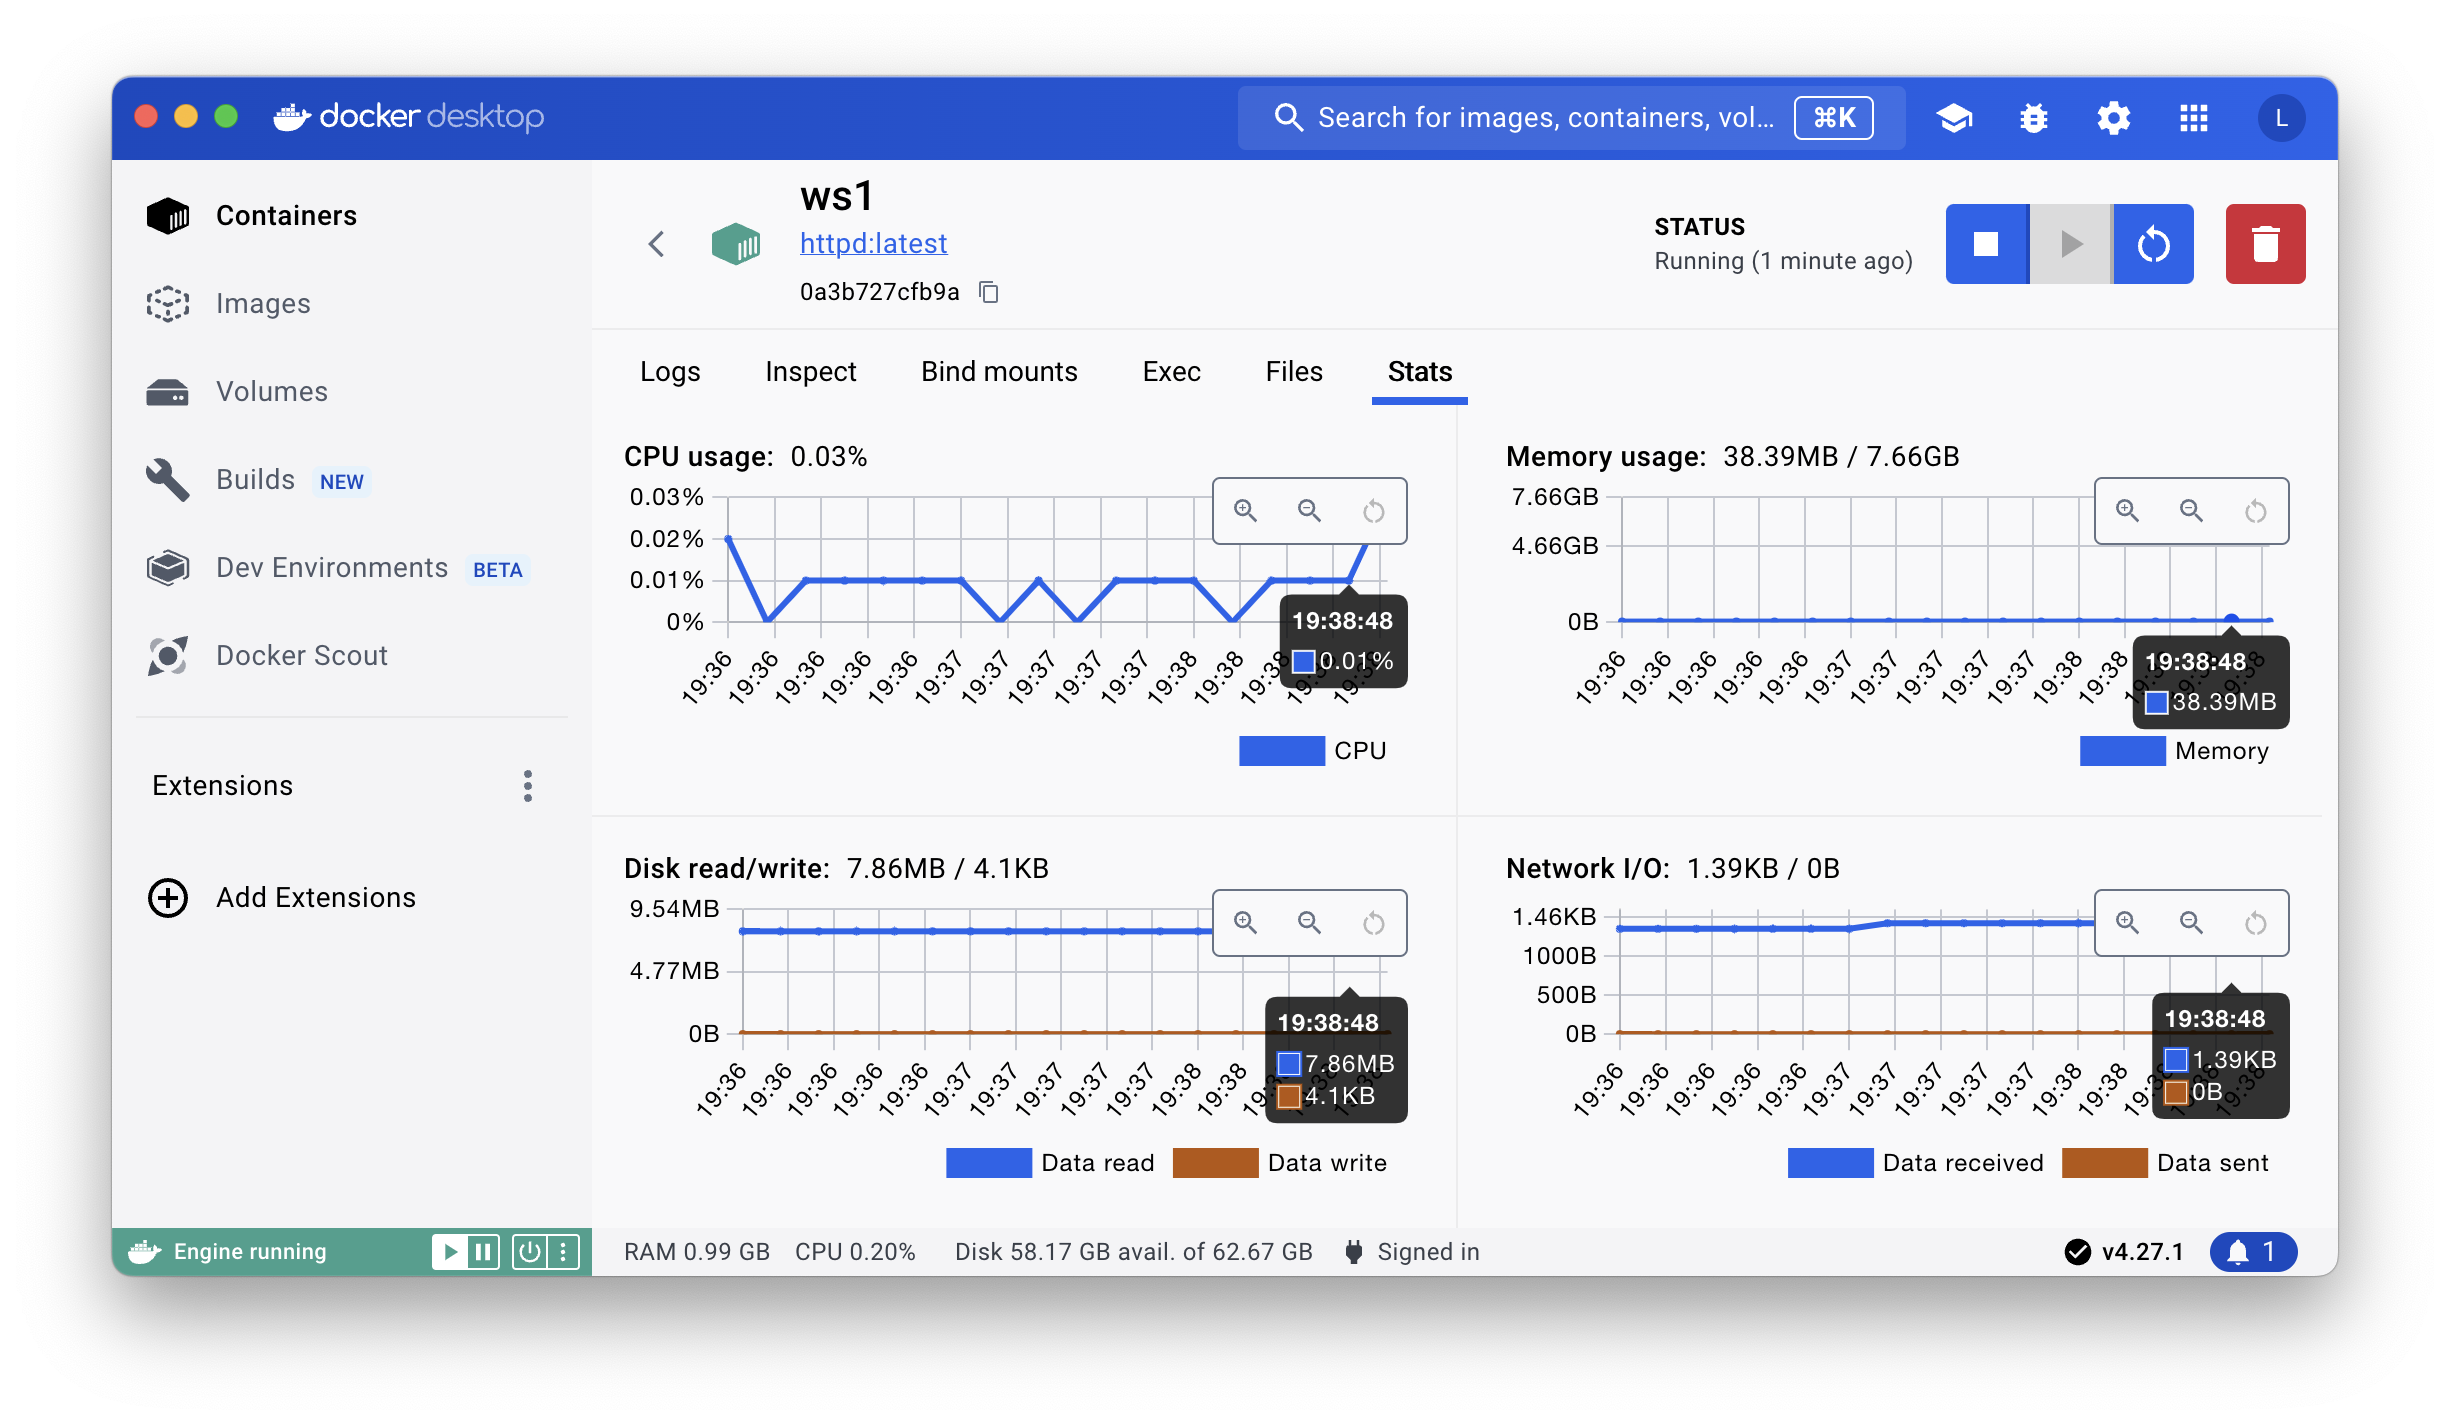 docker desktop
Search for images, containers, vol... ⌘K
L
Containers
Images
Volumes
Builds NEW
Dev Environments BETA
Docker Scout
Extensions
Add Extensions
ws1
httpd:latest
0a3b727cfb9a
STATUS
Running (1 minute ago)
Logs Inspect Bind mounts Exec Files Stats
CPU usage: 0.03%
0.03%
0.02%
0.01%
0%
19:36 19:36 19:36 19:36 19:36 19:37 19:37 19:37 19:37 19:37 19:38 19:38
19:38:48
0.01%
CPU
Memory usage: 38.39MB / 7.66GB
7.66GB
4.66GB
0B
19:36 19:36 19:36 19:36 19:36 19:37 19:37 19:37 19:37 19:37 19:38 19:38
19:38:48
38.39MB
Memory
Disk read/write: 7.86MB / 4.1KB
9.54MB
4.77MB
0B
19:36 19:36 19:36 19:36 19:36 19:37 19:37 19:37 19:37 19:37 19:38 19:38
19:38:48
7.86MB
4.1KB
Data read Data write
Network I/O: 1.39KB / 0B
1.46KB
1000B
500B
0B
19:36 19:36 19:36 19:36 19:36 19:37 19:37 19:37 19:37 19:37 19:38 19:38
19:38:48
1.39KB
0B
Data received Data sent
Engine running
RAM 0.99 GB CPU 0.20% Disk 58.17 GB avail. of 62.67 GB Signed in
v4.27.1
1